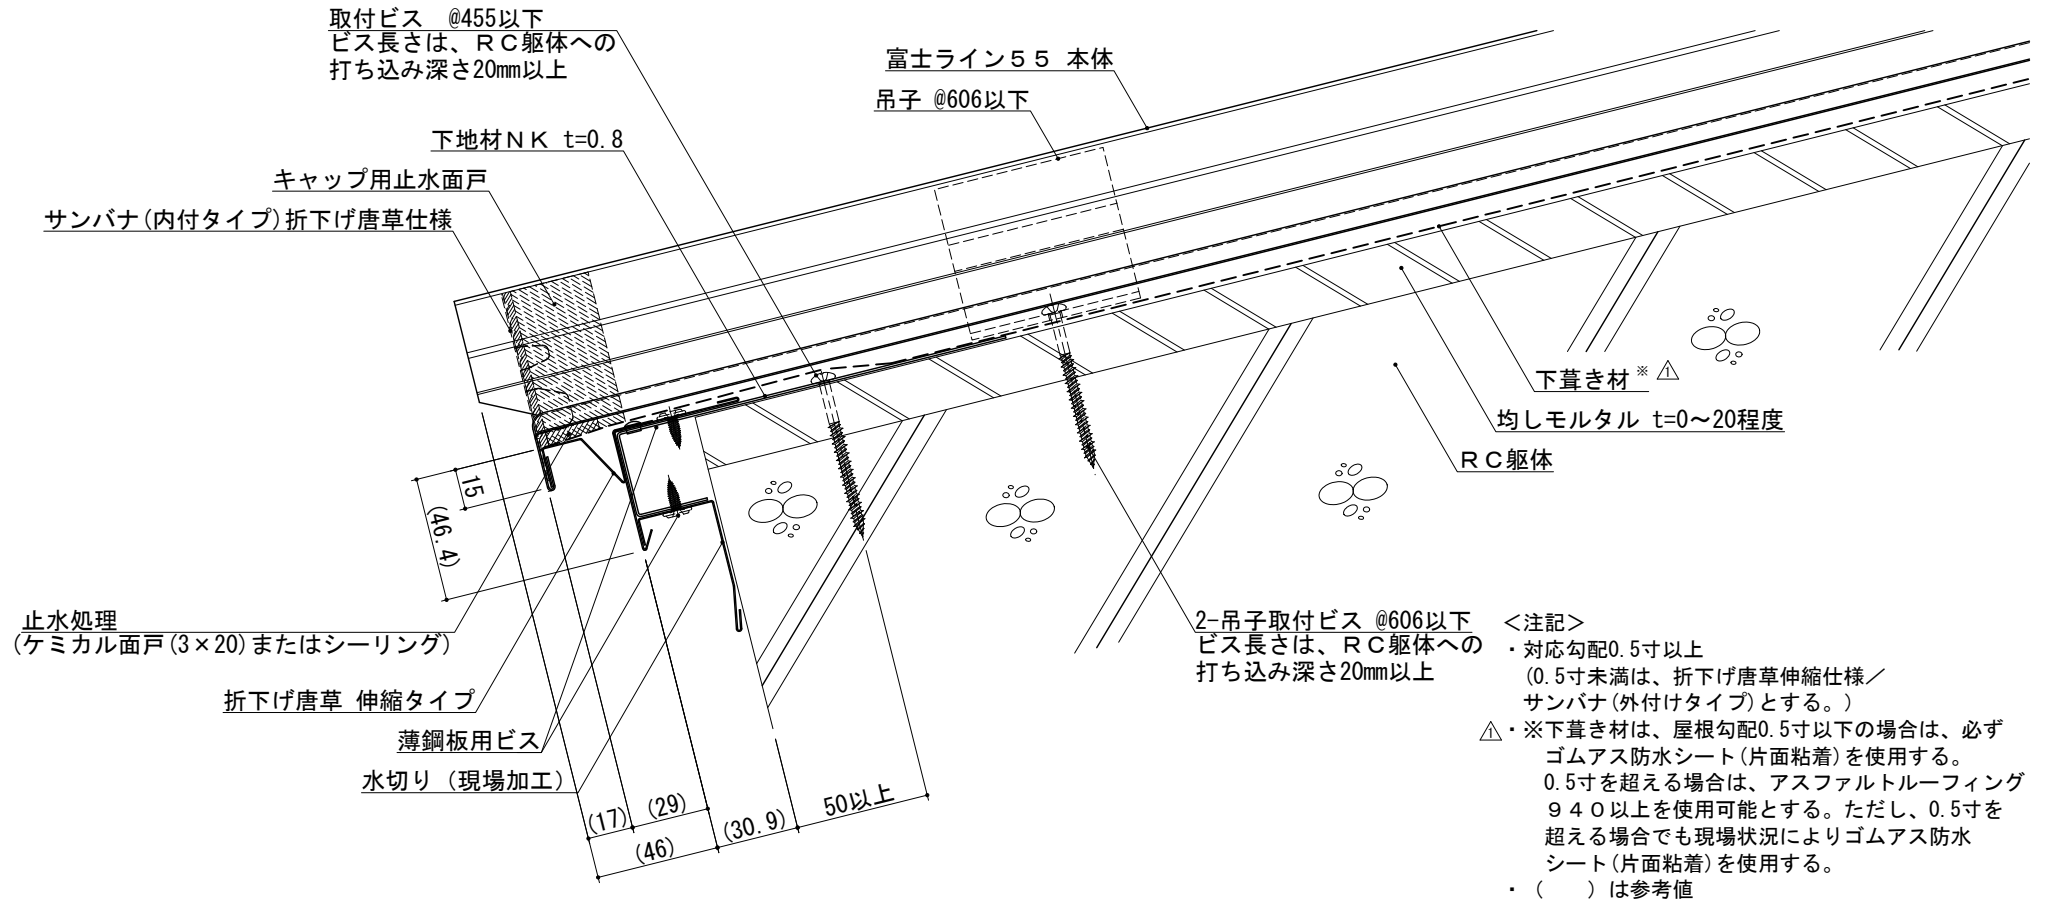 取付ビス @455以下
ビス長さは、ＲＣ躯体への
打ち込み深さ20mm以上
富士ライン５５ 本体
吊子 @606以下
下地材ＮＫ t=0.8
キャップ用止水面戸
サンバナ(内付タイプ)折下げ唐草仕様
下葺き材※ △1
均しモルタル t=0～20程度
ＲＣ躯体
15
(46.4)
止水処理
(ケミカル面戸(3×20)またはシーリング)
折下げ唐草 伸縮タイプ
薄鋼板用ビス
水切り（現場加工）
(17)
(29)
(46)
(30.9)
50以上
2-吊子取付ビス @606以下
ビス長さは、ＲＣ躯体への
打ち込み深さ20mm以上
＜注記＞
・対応勾配0.5寸以上
(0.5寸未満は、折下げ唐草伸縮仕様／
サンバナ(外付けタイプ)とする。)
△1・※下葺き材は、屋根勾配0.5寸以下の場合は、必ず
ゴムアス防水シート(片面粘着)を使用する。
0.5寸を超える場合は、アスファルトルーフィング
９４０以上を使用可能とする。ただし、0.5寸を
超える場合でも現場状況によりゴムアス防水
シート(片面粘着)を使用する。
・（　　）は参考値